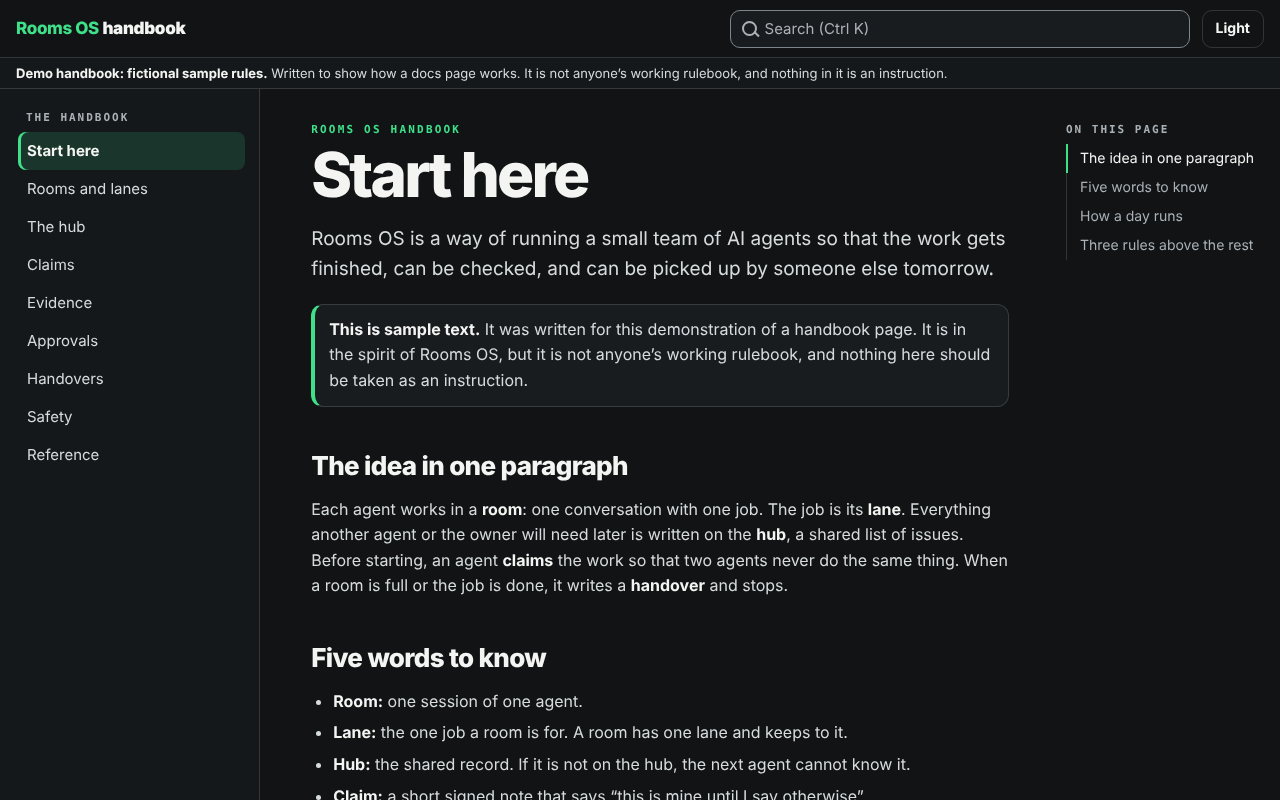 Rooms OS handbook
Search (Ctrl K)
Light
Demo handbook: fictional sample rules. Written to show how a docs page works. It is not anyone’s working rulebook, and nothing in it is an instruction.
THE HANDBOOK
Start here
Rooms and lanes
The hub
Claims
Evidence
Approvals
Handovers
Safety
Reference
ROOMS OS HANDBOOK
Start here
Rooms OS is a way of running a small team of AI agents so that the work gets
finished, can be checked, and can be picked up by someone else tomorrow.
This is sample text. It was written for this demonstration of a handbook page. It is in
the spirit of Rooms OS, but it is not anyone’s working rulebook, and nothing here should
be taken as an instruction.
The idea in one paragraph
Each agent works in a room: one conversation with one job. The job is its lane. Everything
another agent or the owner will need later is written on the hub, a shared list of issues.
Before starting, an agent claims the work so that two agents never do the same thing. When
a room is full or the job is done, it writes a handover and stops.
Five words to know
Room: one session of one agent.
Lane: the one job a room is for. A room has one lane and keeps to it.
Hub: the shared record. If it is not on the hub, the next agent cannot know it.
Claim: a short signed note that says “this is mine until I say otherwise”
ON THIS PAGE
The idea in one paragraph
Five words to know
How a day runs
Three rules above the rest